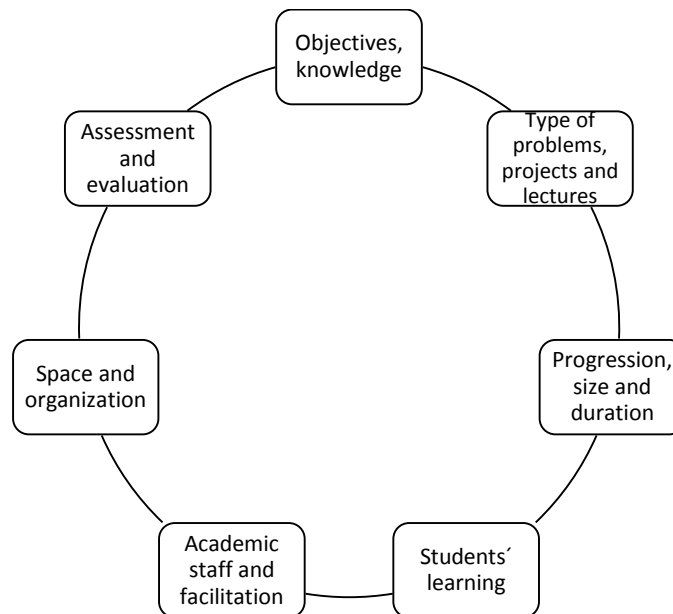 Objectives,
knowledge
Type of
problems,
projects and
lectures
Progression,
size and
duration
Students´
learning
Academic
staff and
facilitation
Space and
organization
Assessment
and
evaluation